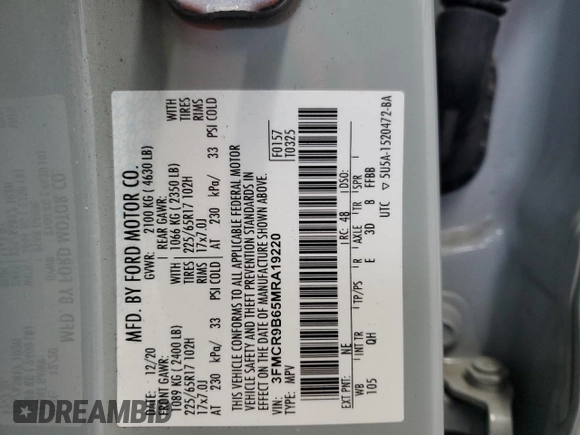 MFD. BY FORD MOTOR CO.
DATE: 12/20 GVWR: 2100 KG ( 4630 LB)
FRONT GAWR: REAR GAWR: WITH
1089 KG ( 2400 LB) 1066 KG ( 2350 LB) TIRES
225/65R17 102H 225/65R17 102H RIMS
17x7.0J 17x7.0J
AT 230 kPa/ 33 PSI COLD AT 230 kPa/ 33 PSI COLD
WITH
TIRES
RIMS
THIS VEHICLE CONFORMS TO ALL APPLICABLE FEDERAL MOTOR
VEHICLE SAFETY AND THEFT PREVENTION STANDARDS IN
EFFECT ON THE DATE OF MANUFACTURE SHOWN ABOVE.
VIN: 3FMCR9B65MRA19220
TYPE: MPV
F0157
T0325
EXT PNT: NE RC: 48 DSO:
WB INT TR TP/PS R AXLE TR SPR
105 QH E 3D 8 FFBB
UTC ▽ 5U5A-1520472-BA
DREAMBID